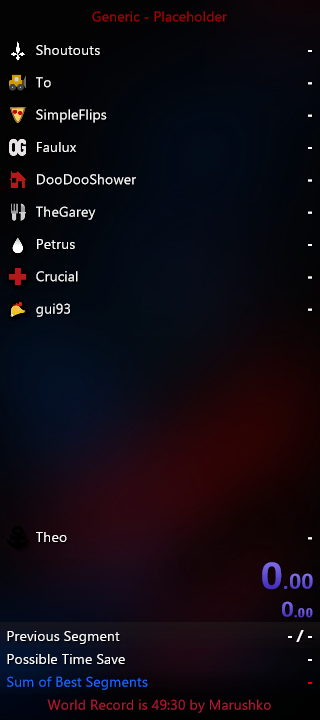 Generic - Placeholder
Shoutouts -
To -
SimpleFlips -
OG Faulux -
DooDooShower -
TheGarey -
Petrus -
Crucial -
gui93 -
Theo -
0.00
0.00
Previous Segment - / -
Possible Time Save -
Sum of Best Segments -
World Record is 49:30 by Marushko